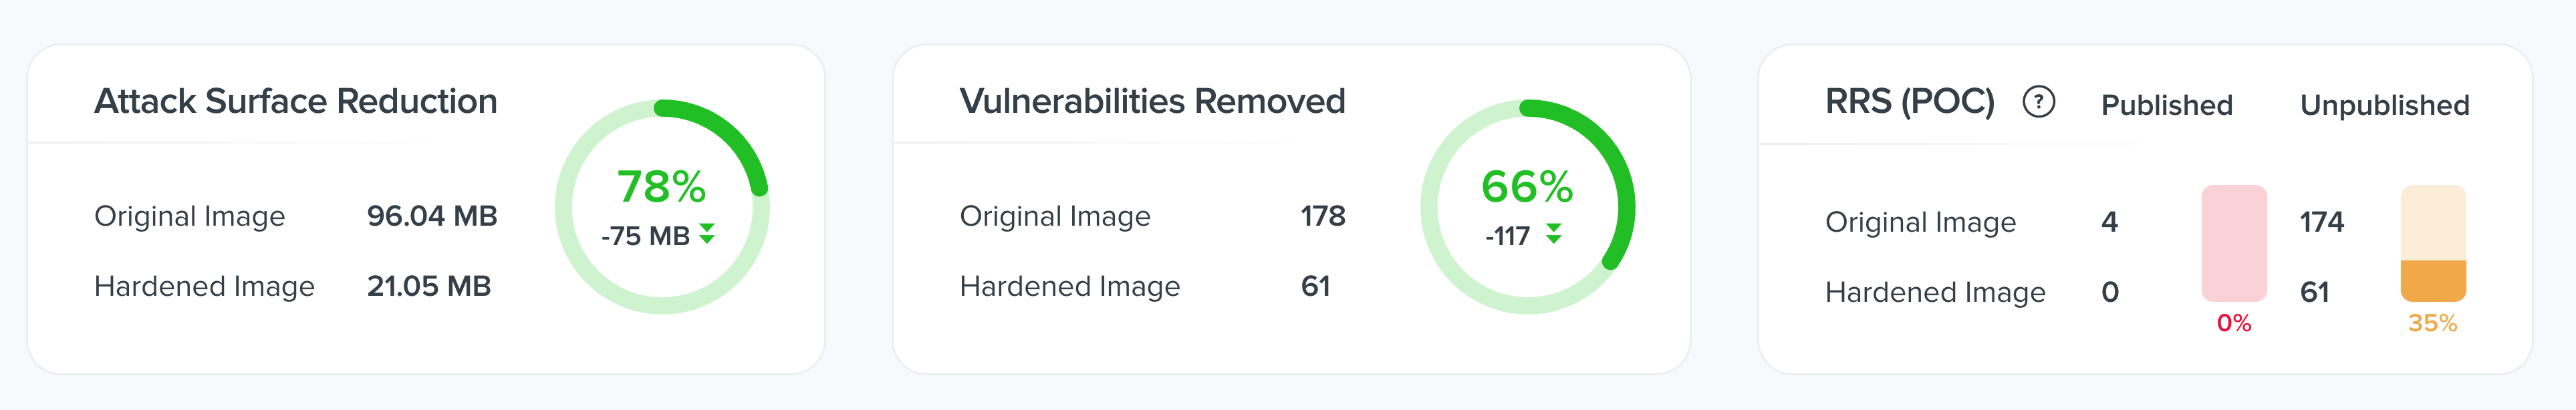 Attack Surface Reduction
Original Image 96.04 MB
Hardened Image 21.05 MB
78%
-75 MB
Vulnerabilities Removed
Original Image 178
Hardened Image 61
66%
-117
RRS (POC) ? Published Unpublished
Original Image 4 174
Hardened Image 0 61
0% 35%